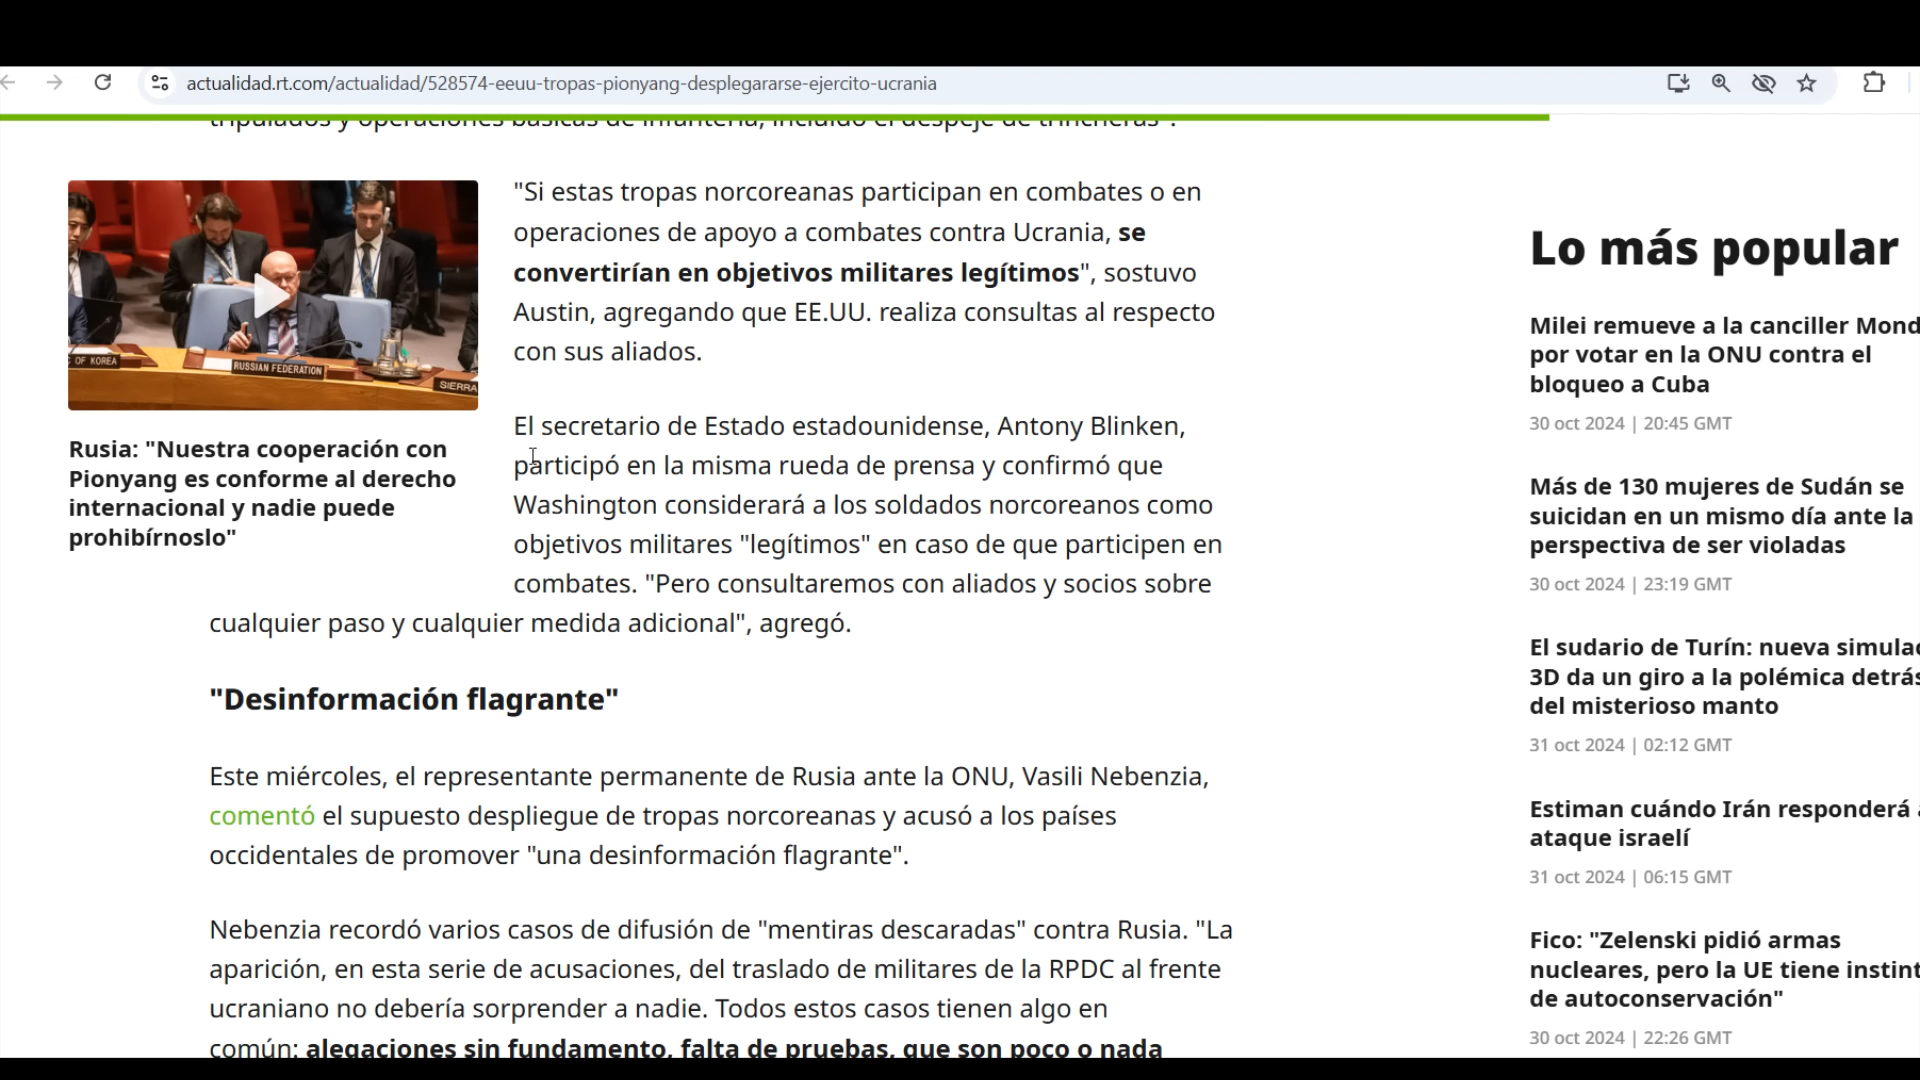 actualidad.rt.com/actualidad/528574-eeuu-tropas-pionyang-desplegararse-ejercito-ucrania
tripulados y operaciones básicas de infantería, incluido el despeje de trincheras".
OF KOREA
RUSSIAN FEDERATION
SIERRA
Rusia: "Nuestra cooperación con
Pionyang es conforme al derecho
internacional y nadie puede
prohibírnoslo"
"Si estas tropas norcoreanas participan en combates o en
operaciones de apoyo a combates contra Ucrania, se
convertirían en objetivos militares legítimos", sostuvo
Austin, agregando que EE.UU. realiza consultas al respecto
con sus aliados.
El secretario de Estado estadounidense, Antony Blinken,
participó en la misma rueda de prensa y confirmó que
Washington considerará a los soldados norcoreanos como
objetivos militares "legítimos" en caso de que participen en
combates. "Pero consultaremos con aliados y socios sobre
cualquier paso y cualquier medida adicional", agregó.
"Desinformación flagrante"
Este miércoles, el representante permanente de Rusia ante la ONU, Vasili Nebenzia,
comentó el supuesto despliegue de tropas norcoreanas y acusó a los países
occidentales de promover "una desinformación flagrante".
Nebenzia recordó varios casos de difusión de "mentiras descaradas" contra Rusia. "La
aparición, en esta serie de acusaciones, del traslado de militares de la RPDC al frente
ucraniano no debería sorprender a nadie. Todos estos casos tienen algo en
común: alegaciones sin fundamento, falta de pruebas, que son poco o nada
Lo más popular
Milei remueve a la canciller Mond
por votar en la ONU contra el
bloqueo a Cuba
30 oct 2024 | 20:45 GMT
Más de 130 mujeres de Sudán se
suicidan en un mismo día ante la
perspectiva de ser violadas
30 oct 2024 | 23:19 GMT
El sudario de Turín: nueva simulac
3D da un giro a la polémica detrás
del misterioso manto
31 oct 2024 | 02:12 GMT
Estiman cuándo Irán responderá a
ataque israelí
31 oct 2024 | 06:15 GMT
Fico: "Zelenski pidió armas
nucleares, pero la UE tiene instint
de autoconservación"
30 oct 2024 | 22:26 GMT